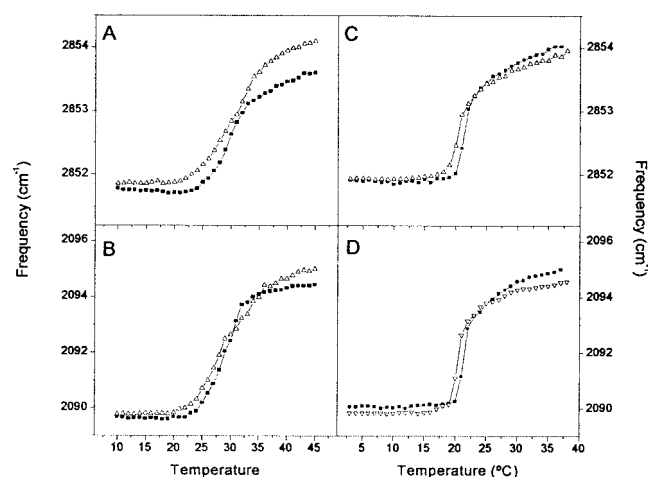 A
C
2854
2853
2852
2854
2853
2852
Frequency (cm-1)
Frequency (cm-1)
B
D
2096
2094
2092
2090
2096
2094
2092
2090
10 15 20 25 30 35 40 45
5 10 15 20 25 30 35 40
Temperature
Temperature (ºC)